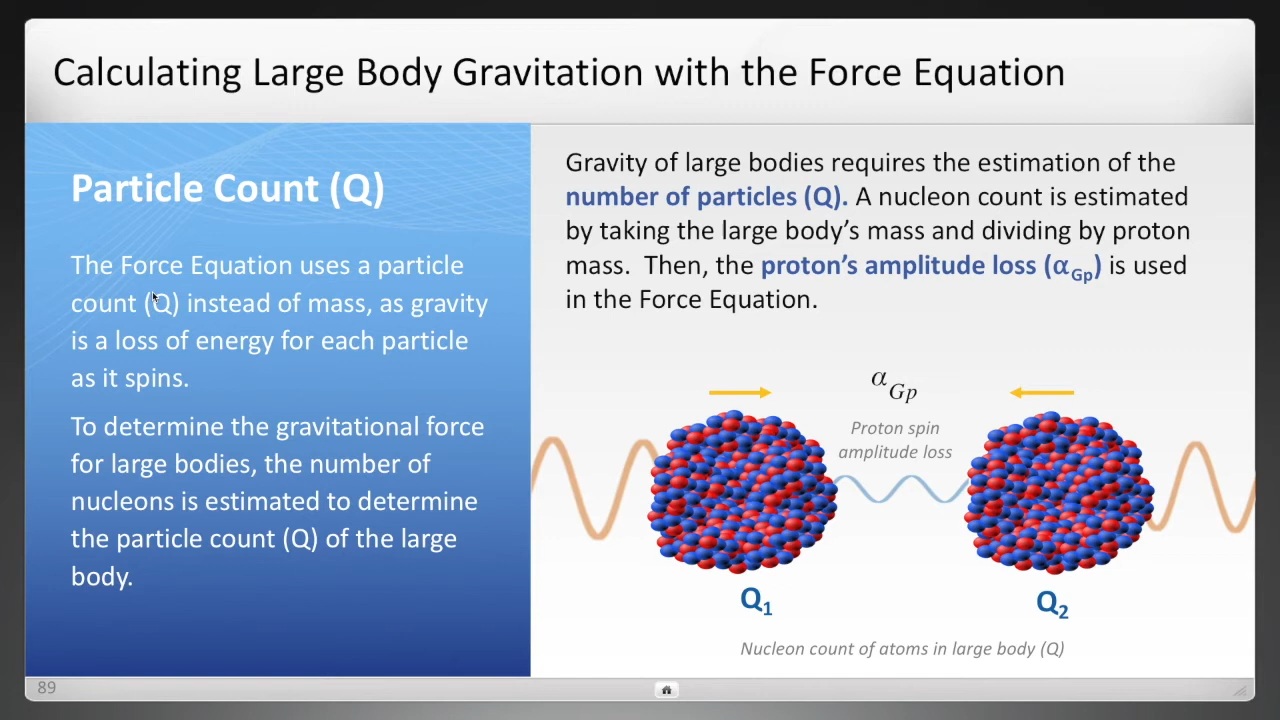 Calculating Large Body Gravitation with the Force Equation
Particle Count (Q)
The Force Equation uses a particle
count (Q) instead of mass, as gravity
is a loss of energy for each particle
as it spins.
To determine the gravitational force
for large bodies, the number of
nucleons is estimated to determine
the particle count (Q) of the large
body.
Gravity of large bodies requires the estimation of the
number of particles (Q). A nucleon count is estimated
by taking the large body’s mass and dividing by proton
mass.  Then, the proton’s amplitude loss (αGp) is used
in the Force Equation.
αGp
Proton spin
amplitude loss
Q1
Q2
Nucleon count of atoms in large body (Q)
89